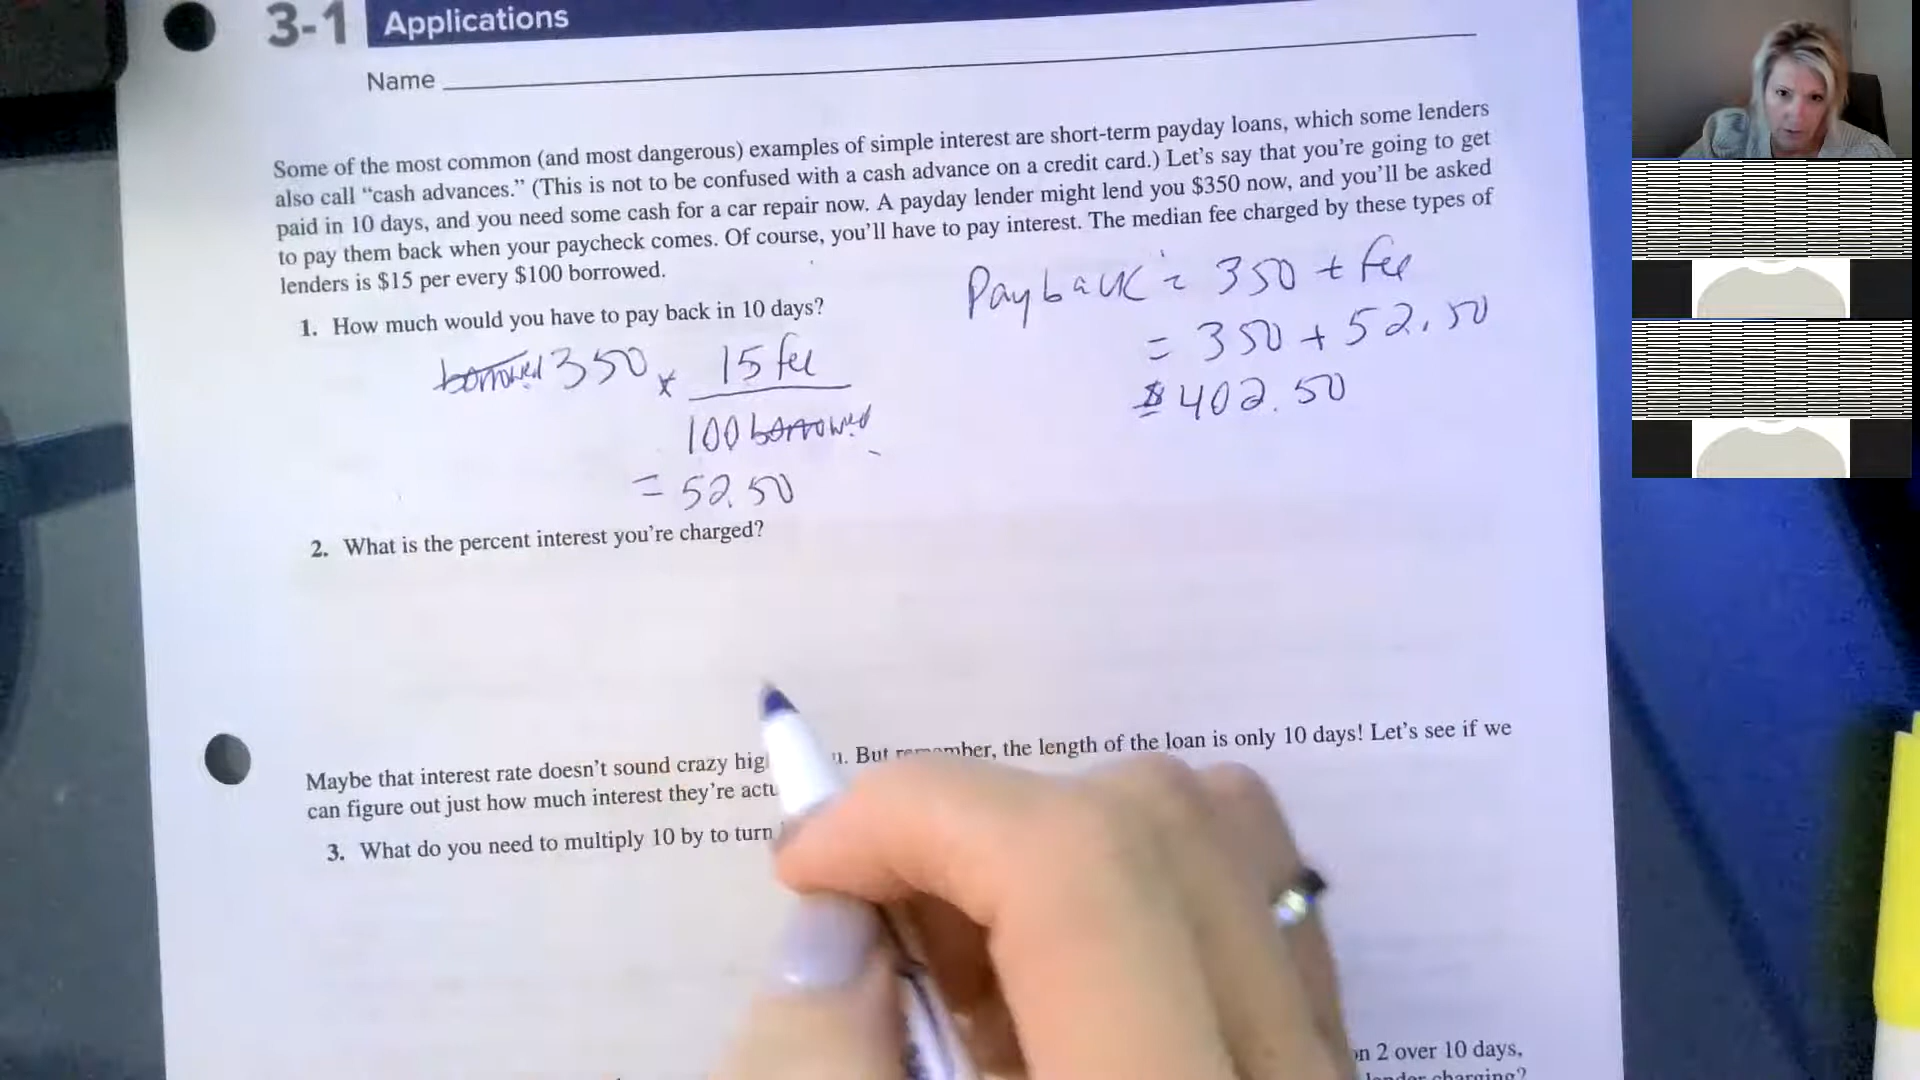 3-1 Applications
Name
Some of the most common (and most dangerous) examples of simple interest are short-term payday loans, which some lenders
also call “cash advances.” (This is not to be confused with a cash advance on a credit card.) Let’s say that you’re going to get
paid in 10 days, and you need some cash for a car repair now. A payday lender might lend you $350 now, and you’ll be asked
to pay them back when your paycheck comes. Of course, you’ll have to pay interest. The median fee charged by these types of
lenders is $15 per every $100 borrowed.
1. How much would you have to pay back in 10 days?
borrowed 350 × 15 fee
100 borrowed
= 52.50
Payback = 350 + fee
= 350 + 52.50
$402.50
2. What is the percent interest you’re charged?
Maybe that interest rate doesn’t sound crazy But remember, the length of the loan is only 10 days! Let’s see if we
can figure out just how much interest they’re
3. What do you need to multiply 10 by to turn
2 over 10 days,
lender charging?